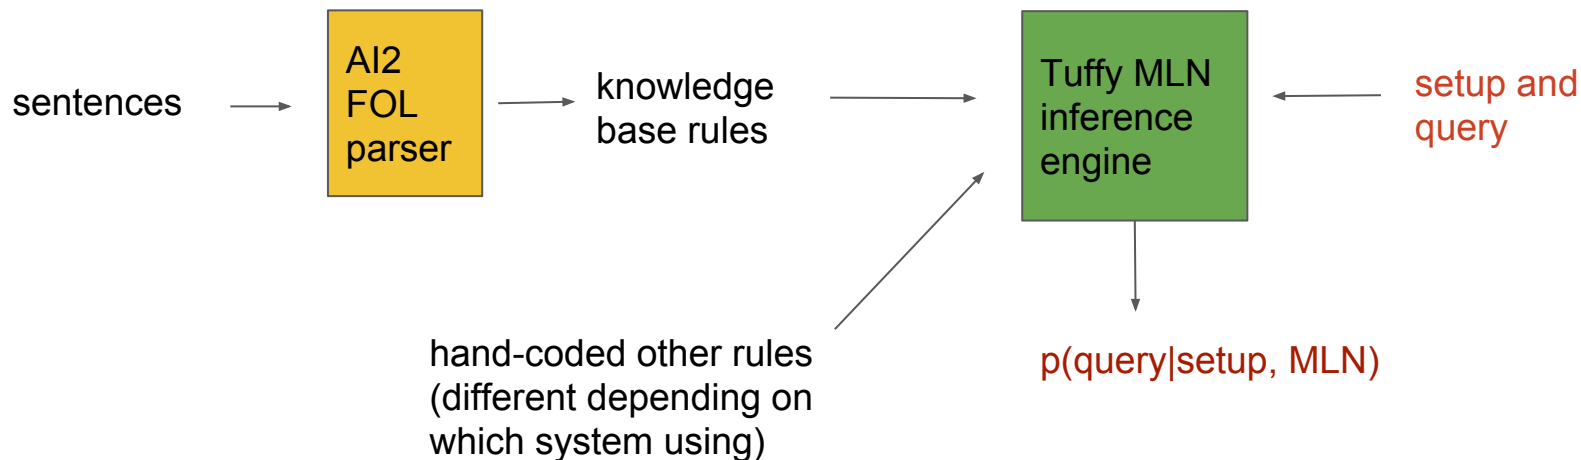 sentences
AI2
FOL
parser
knowledge
base rules
Tuffy MLN
inference
engine
setup and
query
hand-coded other rules
(different depending on
which system using)
p(query|setup, MLN)